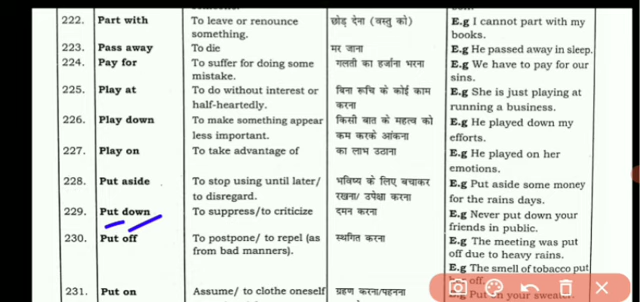 222. Part with To leave or renounce छोड़ देना (वस्तु को) E.g I cannot part with my
something. books.
223. Pass away To die मर जाना E.g He passed away in sleep.
224. Pay for To suffer for doing some गलती का हर्जाना भरना E.g We have to pay for our
mistake. sins.
225. Play at To do without interest or बिना रूचि के कोई काम E.g She is just playing at
half-heartedly. करना running a business.
226. Play down To make something appear किसी बात के महत्व को E.g He played down my
less important. कम करके आंकना efforts.
227. Play on To take advantage of का लाभ उठाना E.g He played on her
emotions.
228. Put aside To stop using until later/ भविष्य के लिए बचाकर E.g Put aside some money
to disregard. रखना/ उपेक्षा करना for the rains days.
229. Put down To suppress/to criticize दमन करना E.g Never put down your
friends in public.
230. Put off To postpone/ to repel (as स्थगित करना E.g The meeting was put
from bad manners). off due to heavy rains.
E.g The smell of tobacco put
off.
231. Put on Assume/ to clothe oneself ग्रहण करना/पहनना Put on your sweater